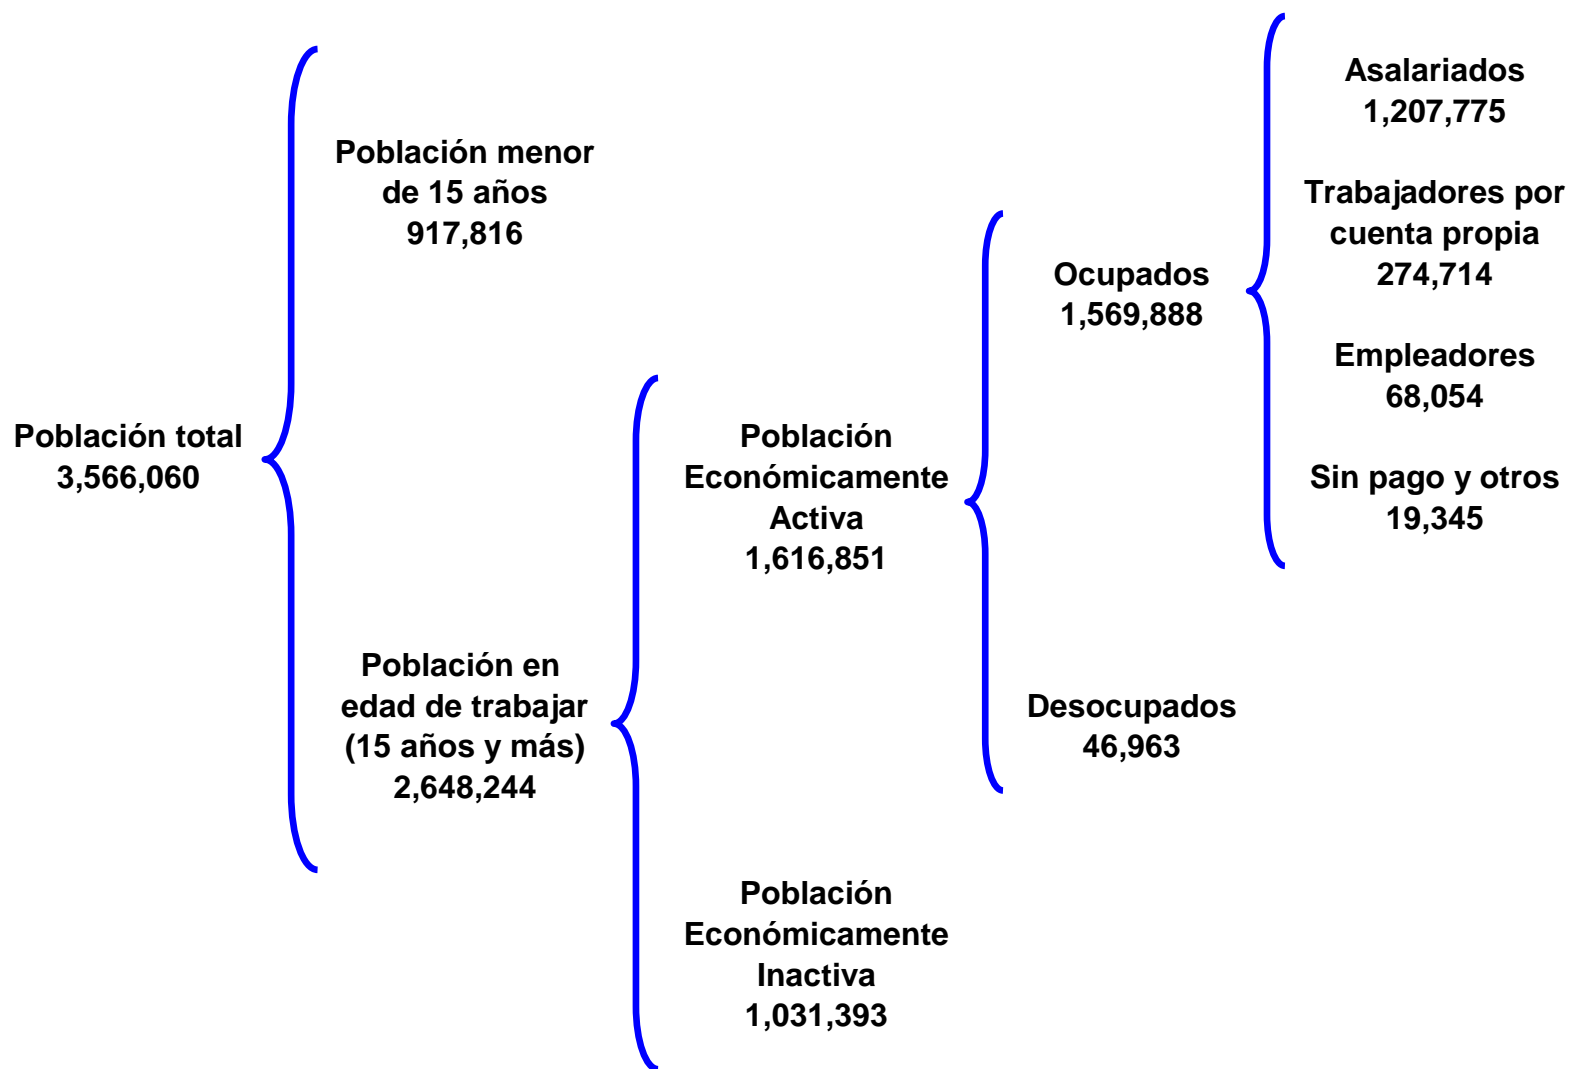 Población total
3,566,060
Población menor
de 15 años
917,816
Población en
edad de trabajar
(15 años y más)
2,648,244
Población
Económicamente
Activa
1,616,851
Población
Económicamente
Inactiva
1,031,393
Ocupados
1,569,888
Desocupados
46,963
Asalariados
1,207,775
Trabajadores por
cuenta propia
274,714
Empleadores
68,054
Sin pago y otros
19,345